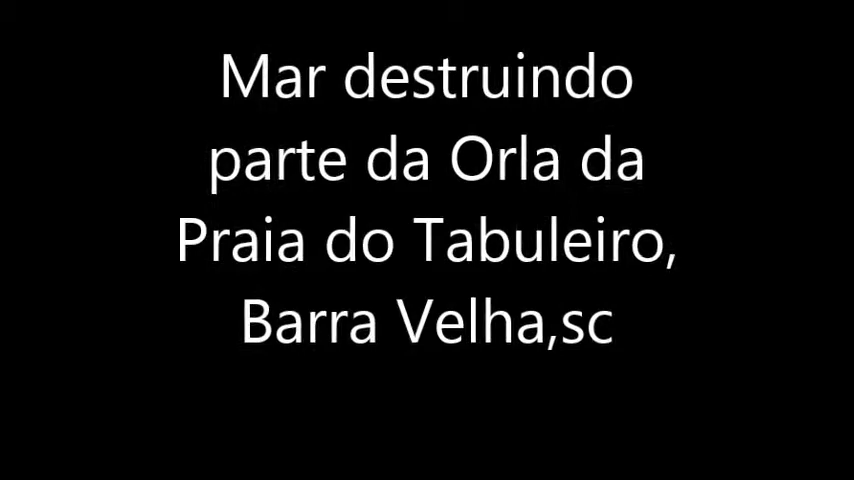 Mar destruindo
parte da Orla da
Praia do Tabuleiro,
Barra Velha,sc